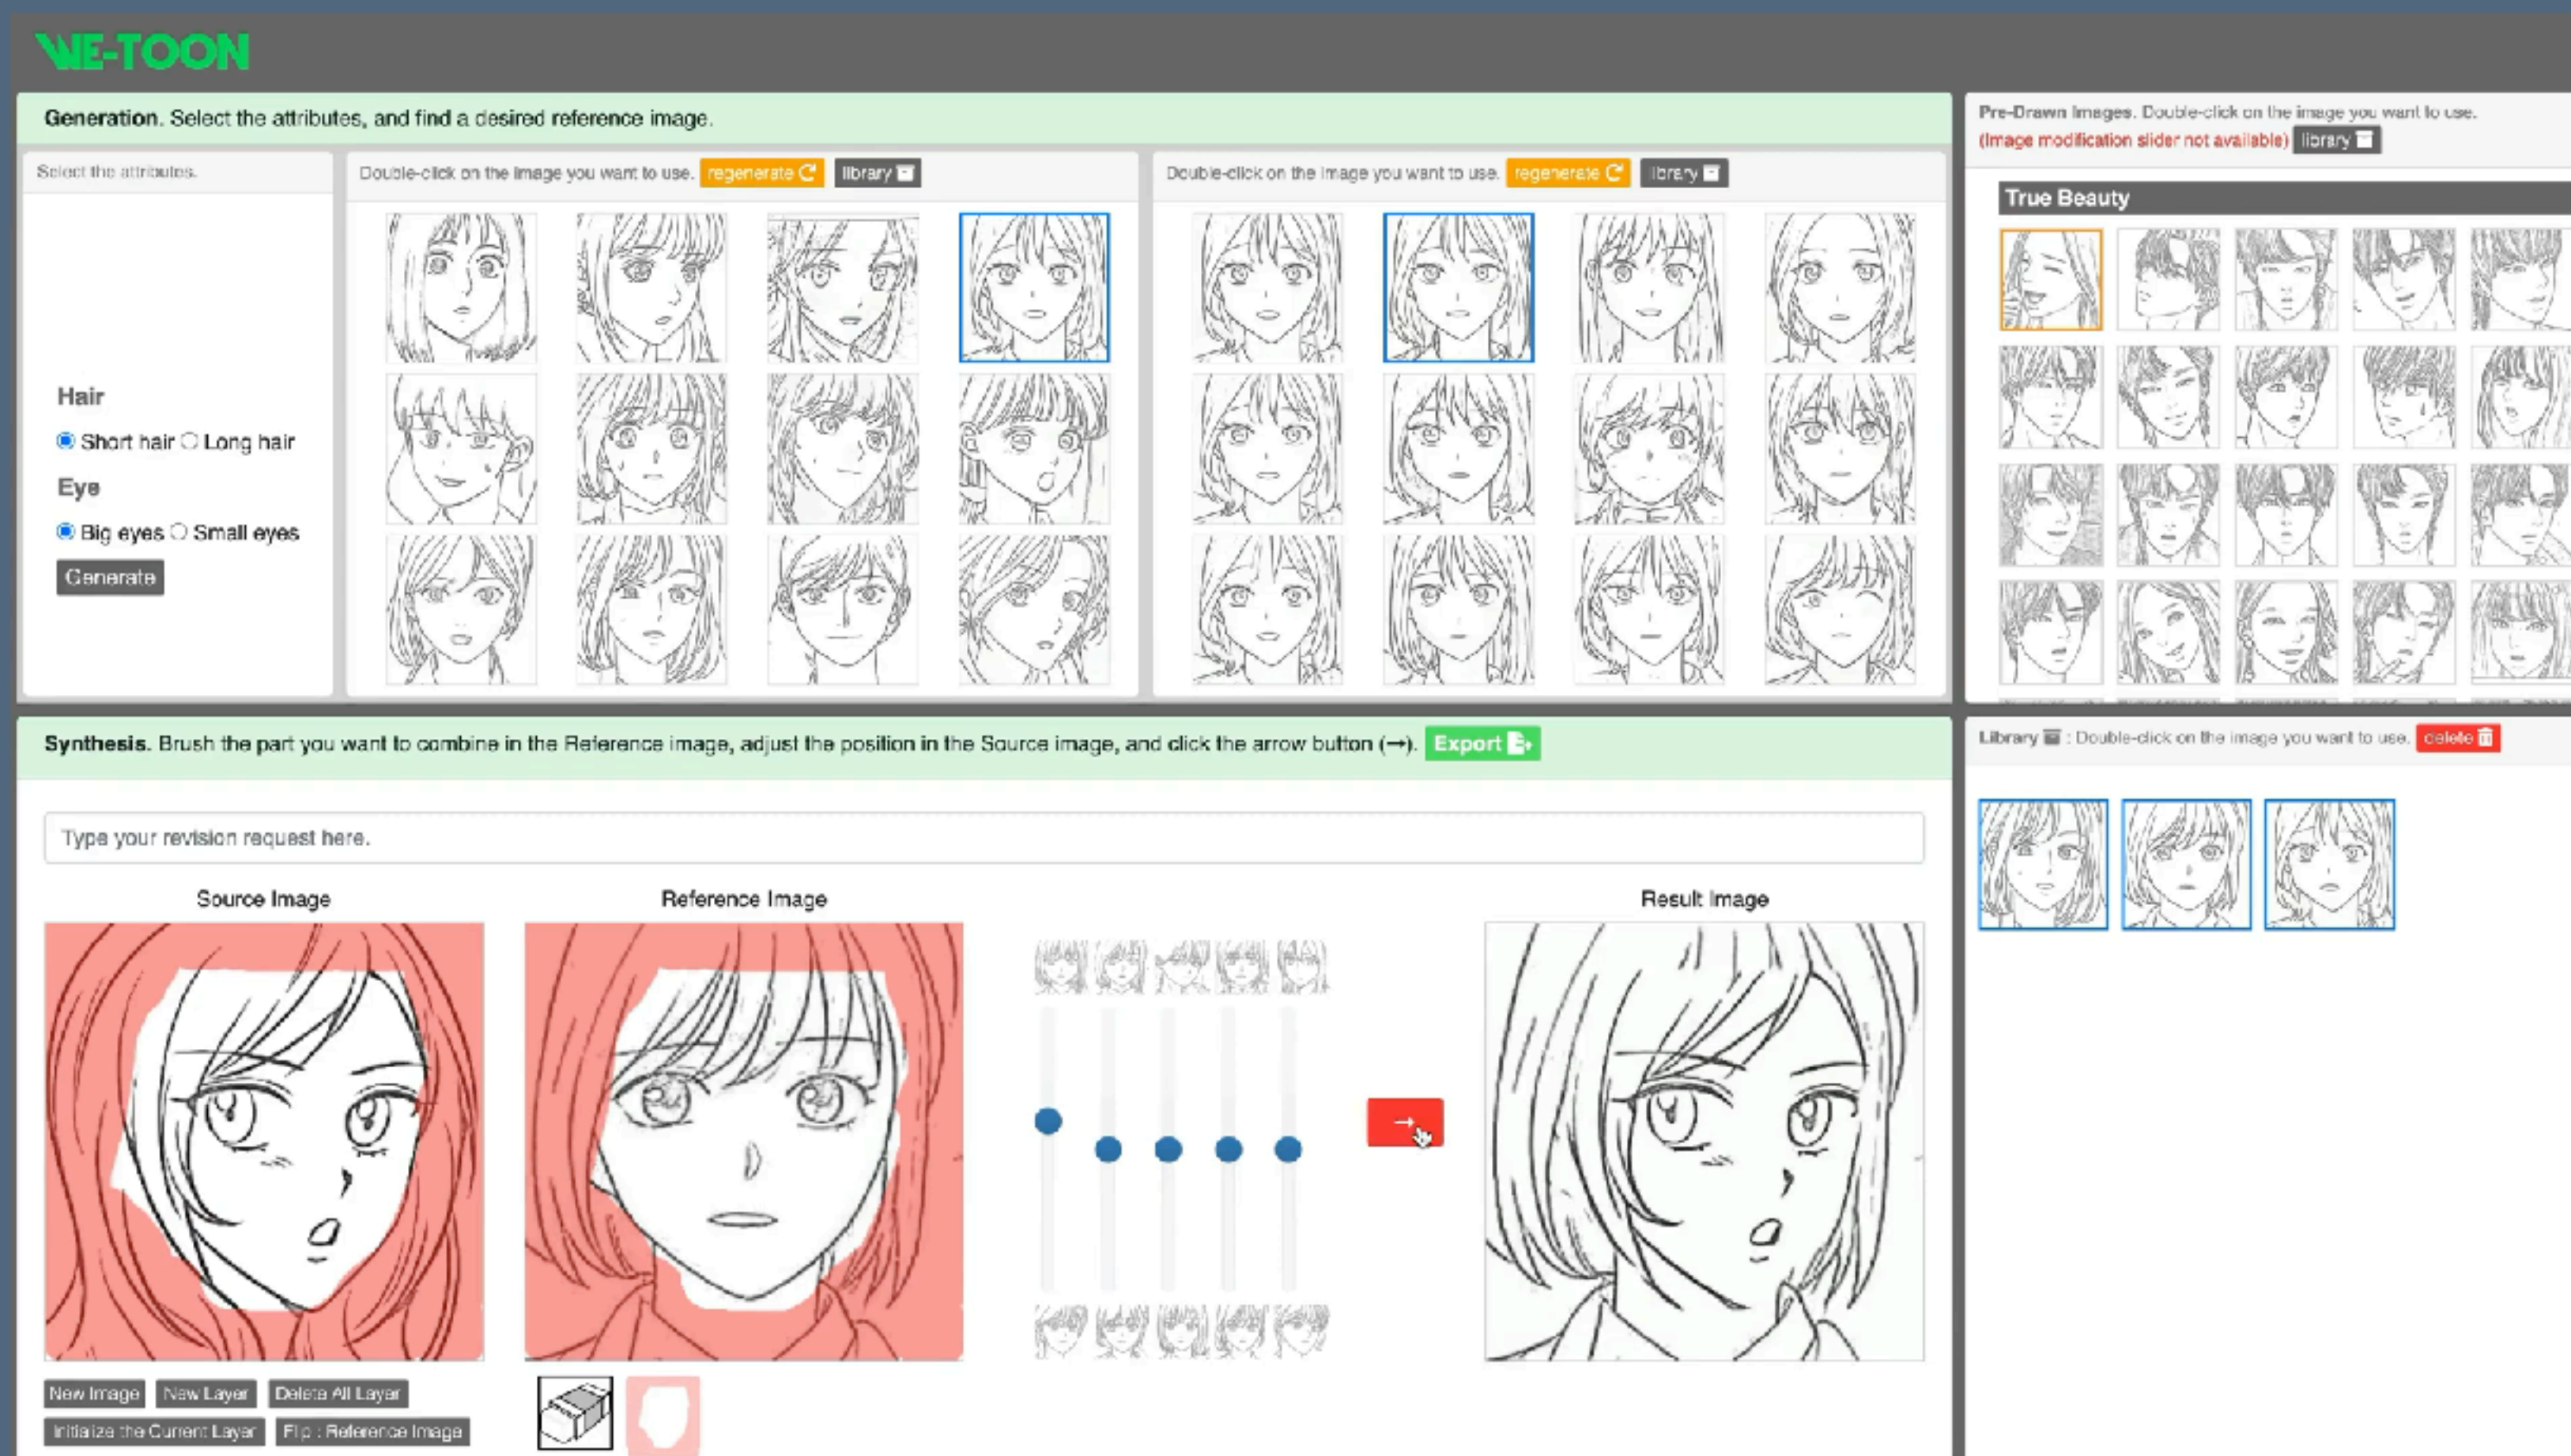 WE-TOON
Generation. Select the attributes, and find a desired reference image.
Select the attributes.
Hair
Short hair Long hair
Eye
Big eyes Small eyes
Generate
Double-click on the image you want to use. regenerate library
Double-click on the image you want to use. regenerate library
Pre-Drawn Images. Double-click on the image you want to use.
(Image modification slider not available) library
True Beauty
Synthesis. Brush the part you want to combine in the Reference image, adjust the position in the Source image, and click the arrow button (→). Export
Type your revision request here.
Source Image
Reference Image
Result Image
→
New Image New Layer Delete All Layer
Initialize the Current Layer Flip : Reference Image
Library : Double-click on the image you want to use. delete